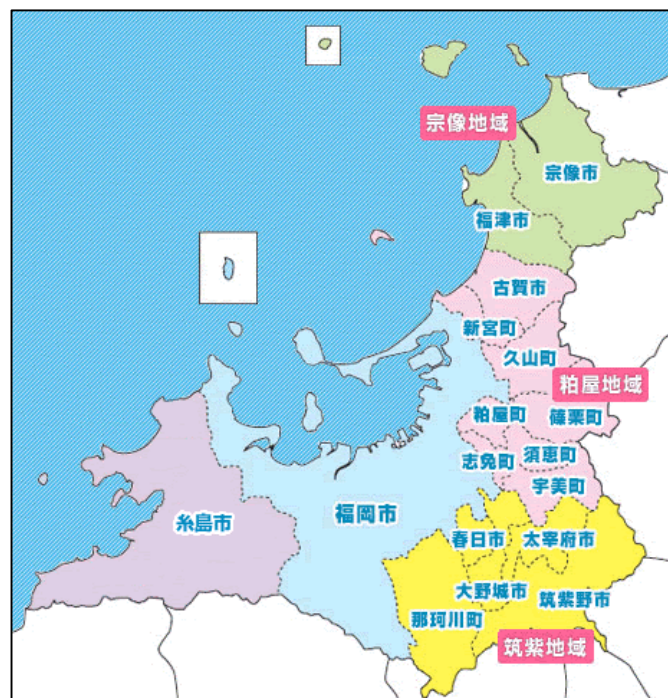 宗像地域
宗像市
福津市
古賀市
新宮町
久山町
粕屋地域
粕屋町
篠栗町
志免町
須恵町
宇美町
糸島市
福岡市
春日市
太宰府市
大野城市
筑紫野市
那珂川町
筑紫地域